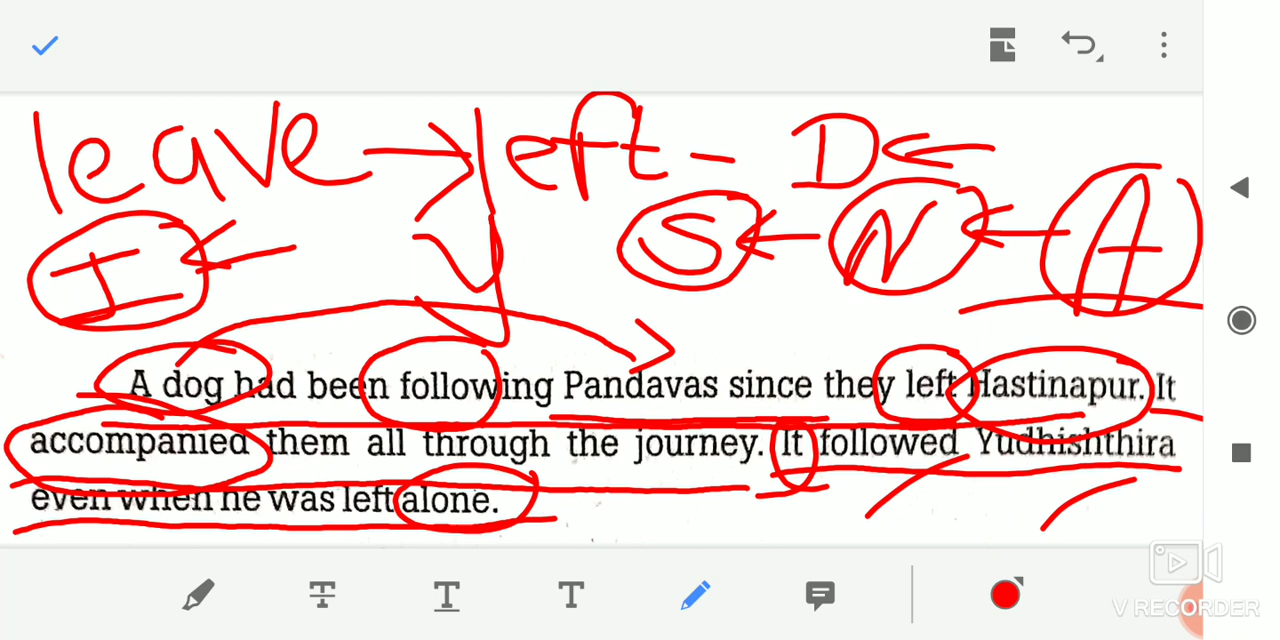 leave → left - D ←
I ← S ← N ← A
A dog had been following Pandavas since they left Hastinapur. It
accompanied them all through the journey. It followed Yudhishthira
even when he was left alone.
V RECORDER